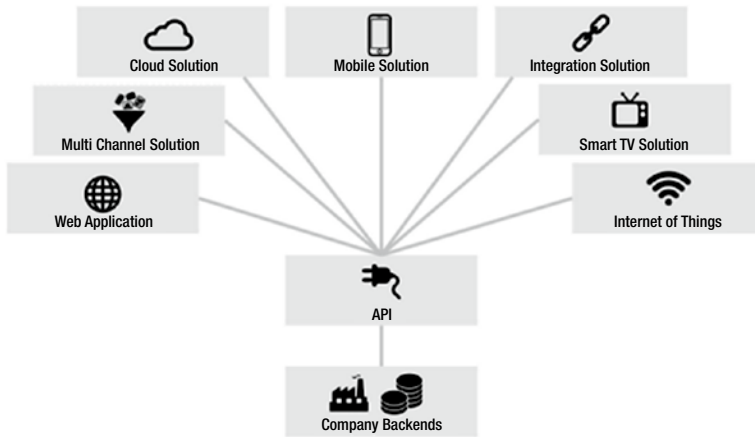 Cloud Solution
Mobile Solution
Integration Solution
Multi Channel Solution
Smart TV Solution
Web Application
Internet of Things
API
Company Backends